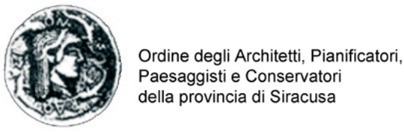 Ordine degli Architetti, Pianificatori,
Paesaggisti e Conservatori
della provincia di Siracusa